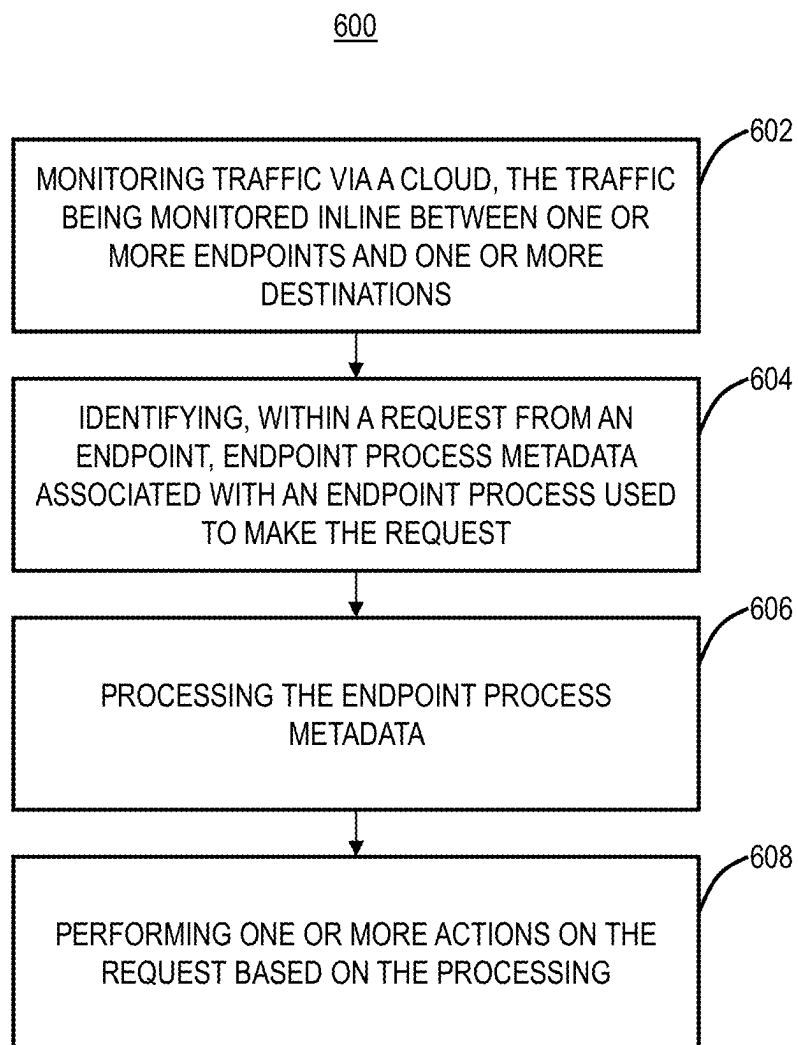 600
602
MONITORING TRAFFIC VIA A CLOUD, THE TRAFFIC
BEING MONITORED INLINE BETWEEN ONE OR
MORE ENDPOINTS AND ONE OR MORE
DESTINATIONS
604
IDENTIFYING, WITHIN A REQUEST FROM AN
ENDPOINT, ENDPOINT PROCESS METADATA
ASSOCIATED WITH AN ENDPOINT PROCESS USED
TO MAKE THE REQUEST
606
PROCESSING THE ENDPOINT PROCESS
METADATA
608
PERFORMING ONE OR MORE ACTIONS ON THE
REQUEST BASED ON THE PROCESSING